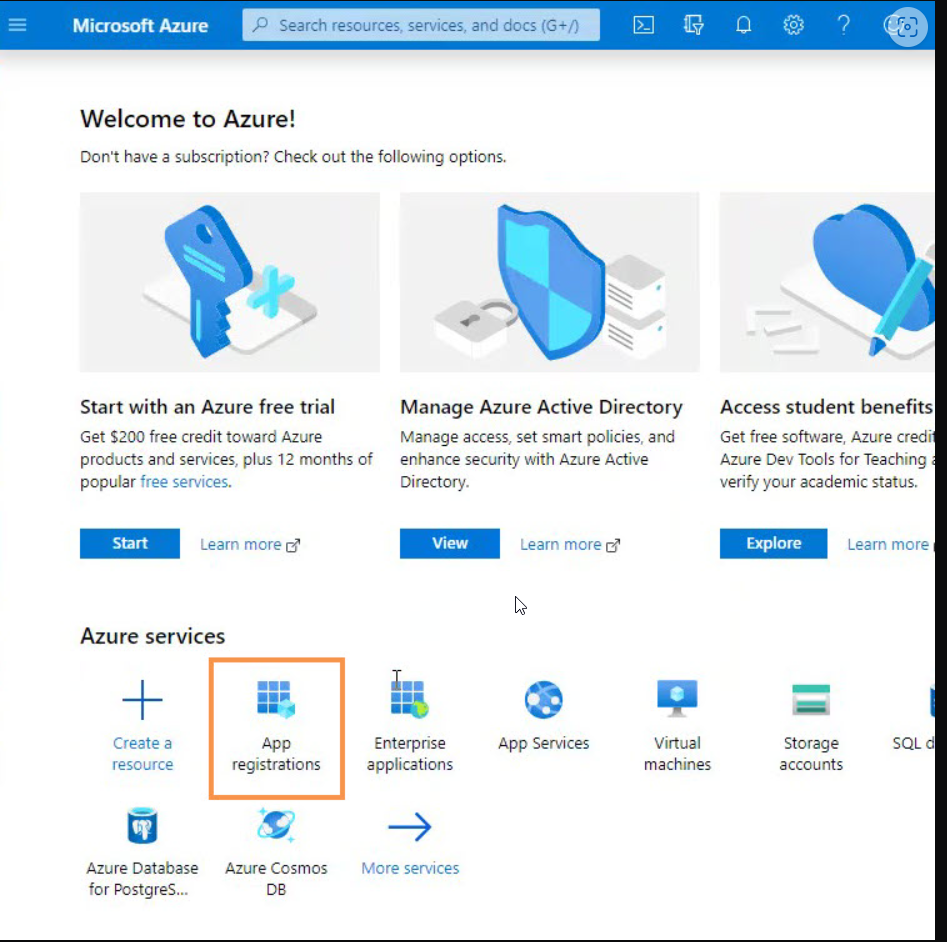 Microsoft Azure
Search resources, services, and docs (G+/)
Welcome to Azure!
Don't have a subscription? Check out the following options.
Start with an Azure free trial
Get $200 free credit toward Azure
products and services, plus 12 months of
popular free services.
Start
Learn more
Manage Azure Active Directory
Manage access, set smart policies, and
enhance security with Azure Active
Directory.
View
Learn more
Access student benefits
Get free software, Azure credit
Azure Dev Tools for Teaching a
verify your academic status.
Explore
Learn more
Azure services
Create a
resource
App
registrations
Enterprise
applications
App Services
Virtual
machines
Storage
accounts
SQL d
Azure Database
for PostgreS...
Azure Cosmos
DB
More services